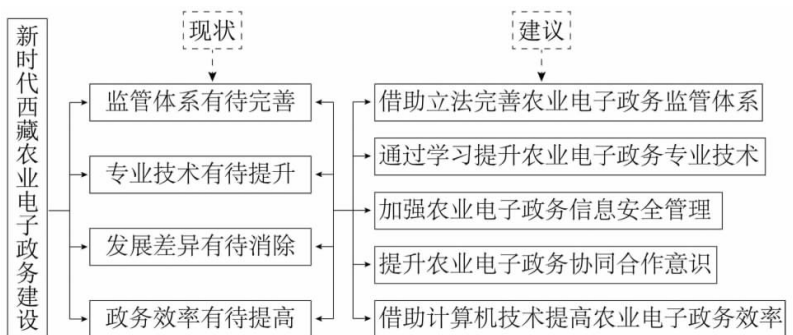 新时代西藏农业电子政务建设
现状
监管体系有待完善
专业技术有待提升
发展差异有待消除
政务效率有待提高
建议
借助立法完善农业电子政务监管体系
通过学习提升农业电子政务专业技术
加强农业电子政务信息安全管理
提升农业电子政务协同合作意识
借助计算机技术提高农业电子政务效率